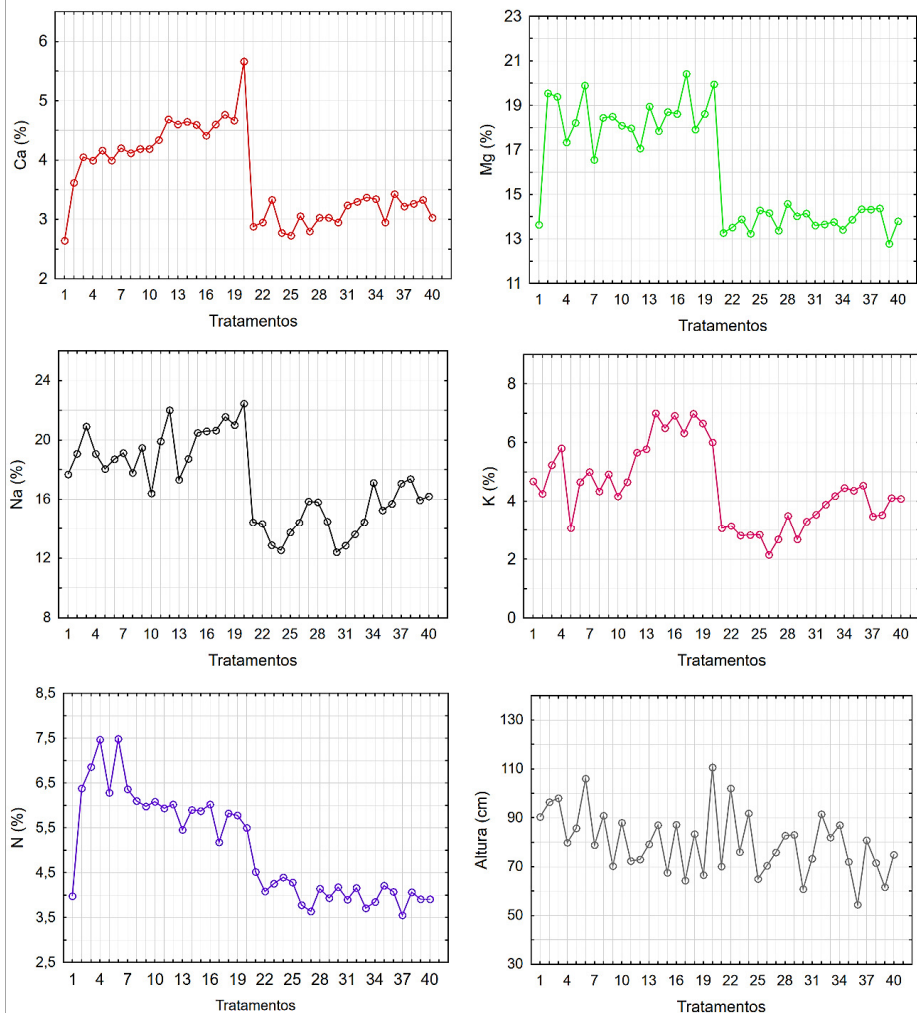 Ca (%)
6
5
4
3
2
1 4 7 10 13 16 19 22 25 28 31 34 37 40
Tratamentos
Mg (%)
23
21
19
17
15
13
11
1 4 7 10 13 16 19 22 25 28 31 34 37 40
Tratamentos
Na (%)
24
20
16
12
8
1 4 7 10 13 16 19 22 25 28 31 34 37 40
Tratamentos
K (%)
8
6
4
2
0
1 4 7 10 13 16 19 22 25 28 31 34 37 40
Tratamentos
N (%)
8,5
7,5
6,5
5,5
4,5
3,5
2,5
1 4 7 10 13 16 19 22 25 28 31 34 37 40
Tratamentos
Altura (cm)
130
110
90
70
50
30
1 4 7 10 13 16 19 22 25 28 31 34 37 40
Tratamentos